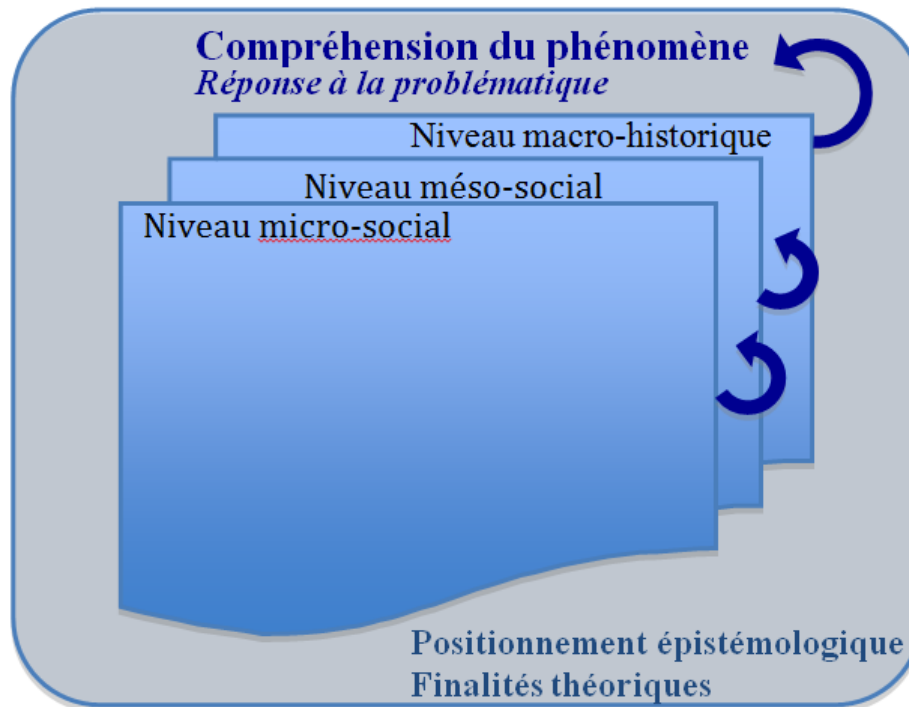 Compréhension du phénomène
Réponse à la problématique
Niveau macro-historique
Niveau méso-social
Niveau micro-social
Positionnement épistémologique
Finalités théoriques